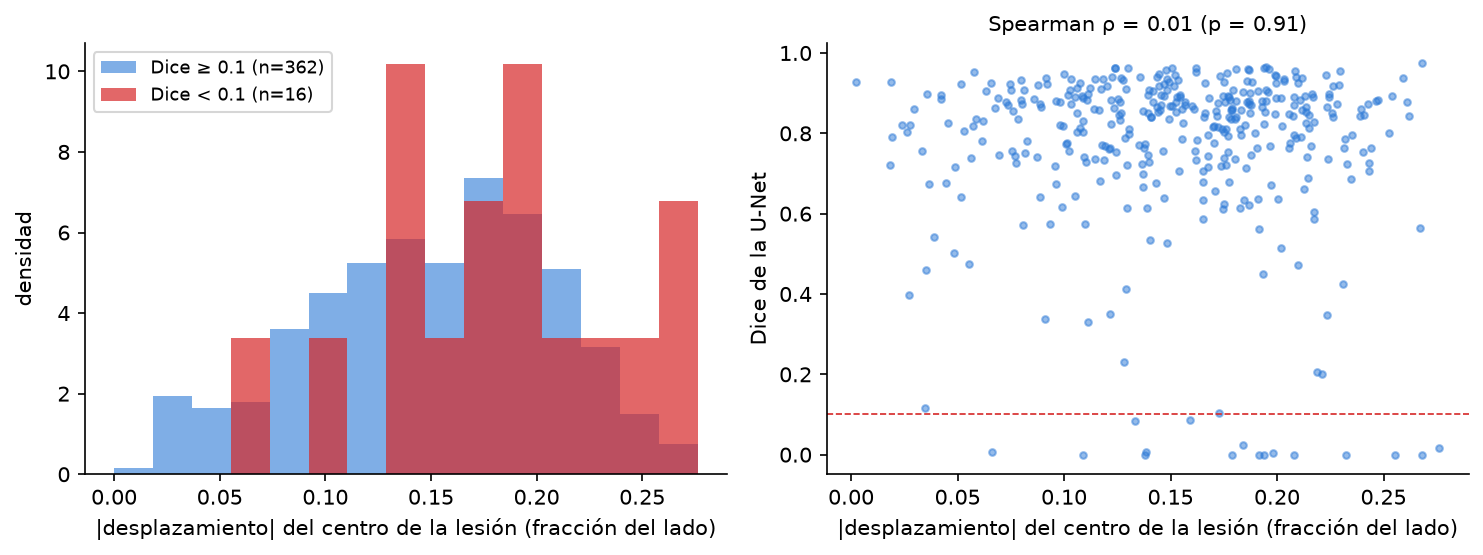 Dice ≥ 0.1 (n=362)
Dice < 0.1 (n=16)
densidad
10
8
6
4
2
0
0.00 0.05 0.10 0.15 0.20 0.25
|desplazamiento| del centro de la lesión (fracción del lado)
Spearman ρ = 0.01 (p = 0.91)
Dice de la U-Net
1.0
0.8
0.6
0.4
0.2
0.0
0.00 0.05 0.10 0.15 0.20 0.25
|desplazamiento| del centro de la lesión (fracción del lado)